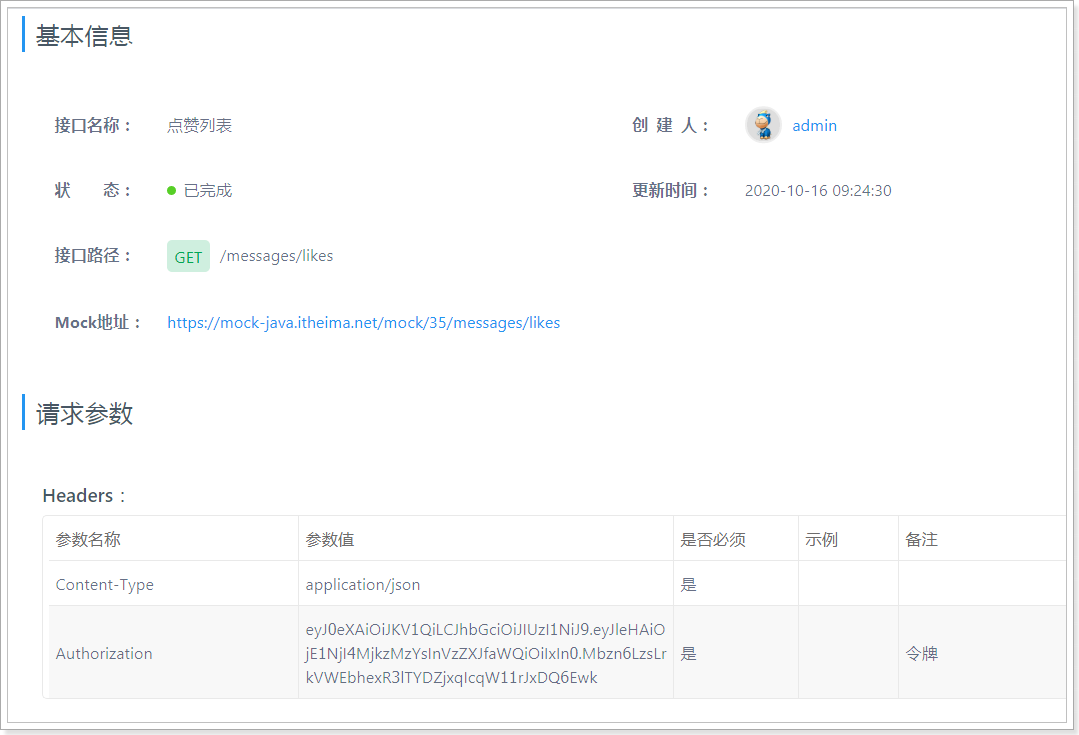 基本信息
接口名称： 点赞列表 创 建 人： admin
状 态： 已完成 更新时间： 2020-10-16 09:24:30
接口路径： GET /messages/likes
Mock地址： https://mock-java.itheima.net/mock/35/messages/likes
请求参数
Headers：
参数名称 参数值 是否必须 示例 备注
Content-Type application/json 是
eyJ0eXAiOiJKV1QiLCJhbGciOiJIUzI1NiJ9.eyJleHAiO
Authorization jE1NjI4MjkzMzYsInVzZXJfaWQiOiIxIn0.Mbzn6LzsLr 是 令牌
kVWEbhexR3lTYDZjxqIcqW11rJxDQ6Ewk